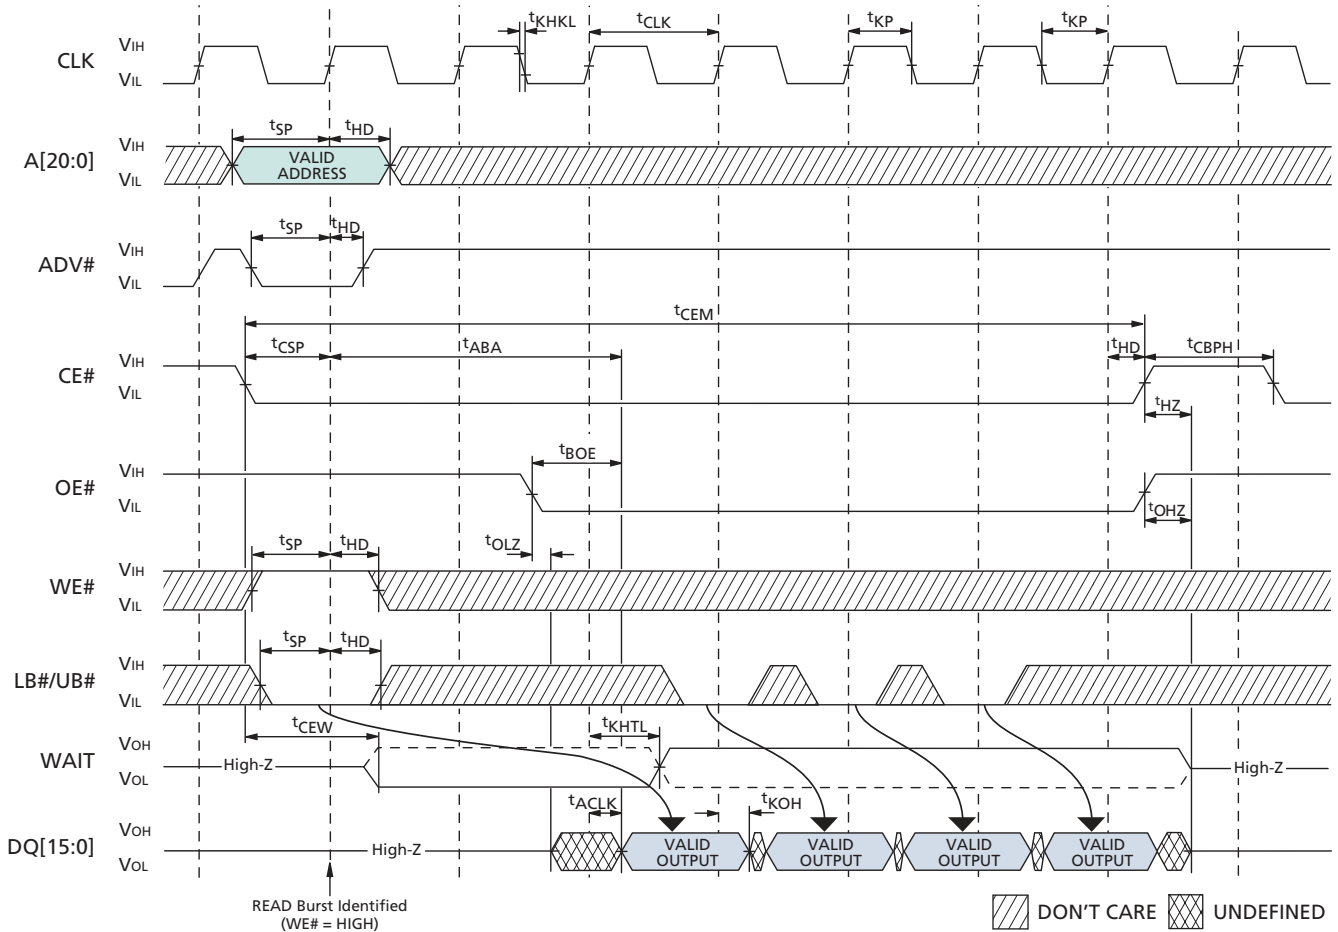 tKHKL tCLK tKP tKP
CLK VIH
VIL
tSP tHD
A[20:0] VIH
VIL
VALID
ADDRESS
tSP tHD
ADV# VIH
VIL
tCEM
tCSP tABA tHD tCBPH
CE# VIH
VIL
tHZ
tBOE
OE# VIH
VIL
tOHZ
tSP tHD tOLZ
WE# VIH
VIL
tSP tHD
LB#/UB# VIH
VIL
tCEW tKHTL
WAIT VOH
VOL
High-Z High-Z
tACLK tKOH
DQ[15:0] VOH
VOL
High-Z
VALID
OUTPUT
VALID
OUTPUT
VALID
OUTPUT
VALID
OUTPUT
READ Burst Identified
(WE# = HIGH)
DON'T CARE UNDEFINED